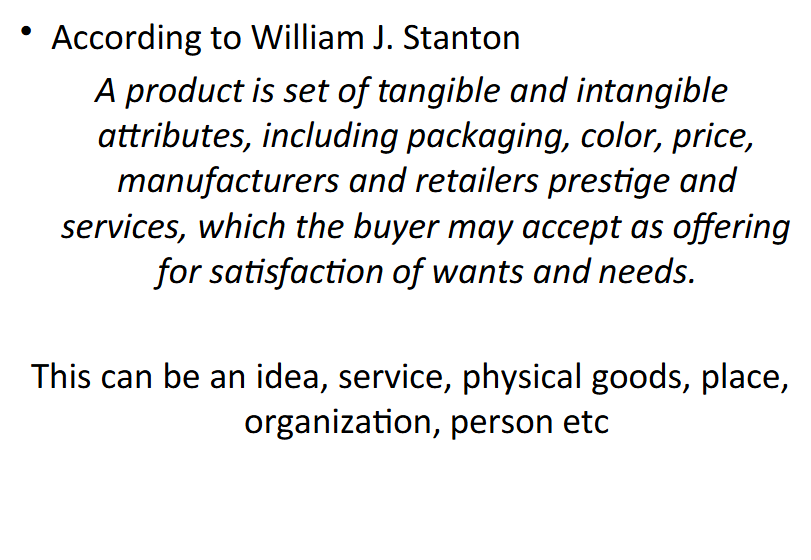 • According to William J. Stanton
A product is set of tangible and intangible
attributes, including packaging, color, price,
manufacturers and retailers prestige and
services, which the buyer may accept as offering
for satisfaction of wants and needs.
This can be an idea, service, physical goods, place,
organization, person etc